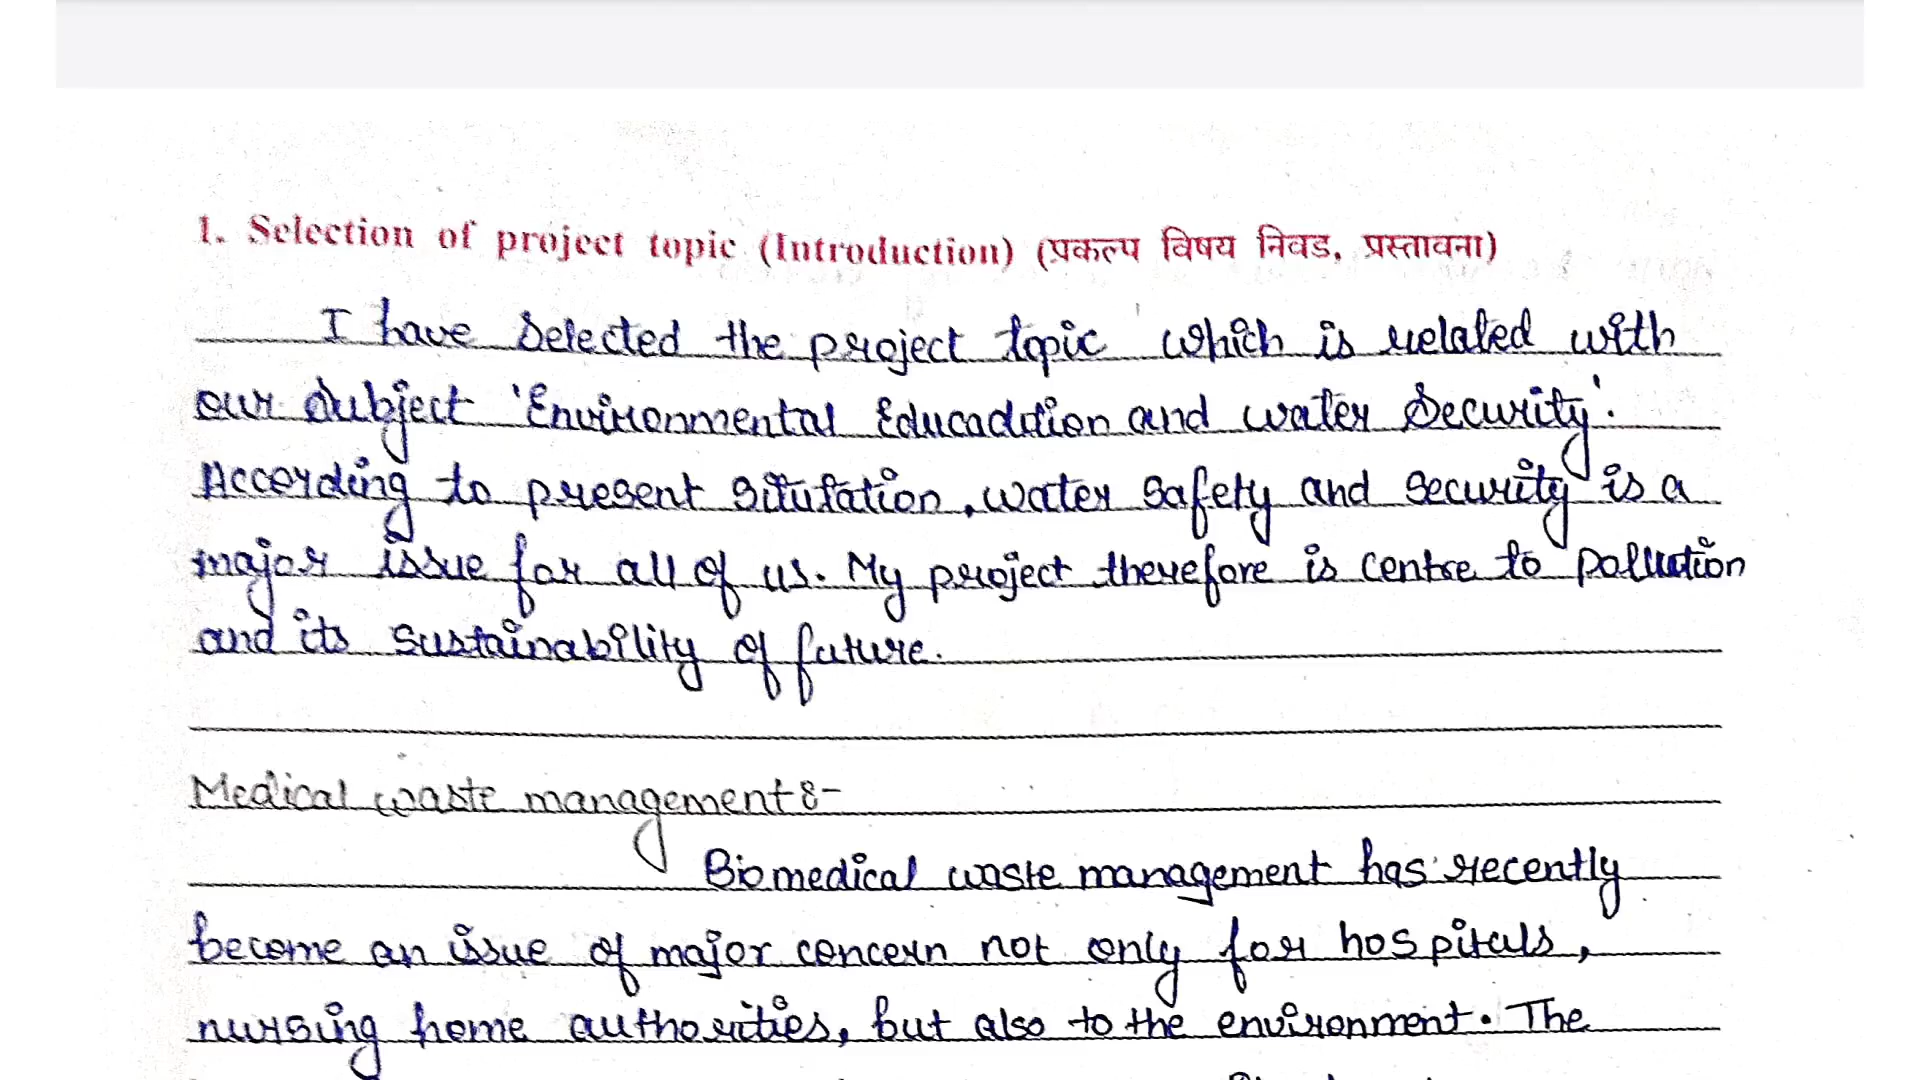 1. Selection of project topic (Introduction) (प्रकल्प विषय निवड, प्रस्तावना)
I have selected the project topic which is related with
our subject 'Environmental Educadction and water Security'.
According to present Situtation, water safety and security is a
major issue for all of us. My project therefore is centre to pollution
and its sustainability of future.
Medical waste management :-
Biomedical waste management has recently
become an issue of major concern not only for hospitals,
nursing home authorities, but also to the environment. The